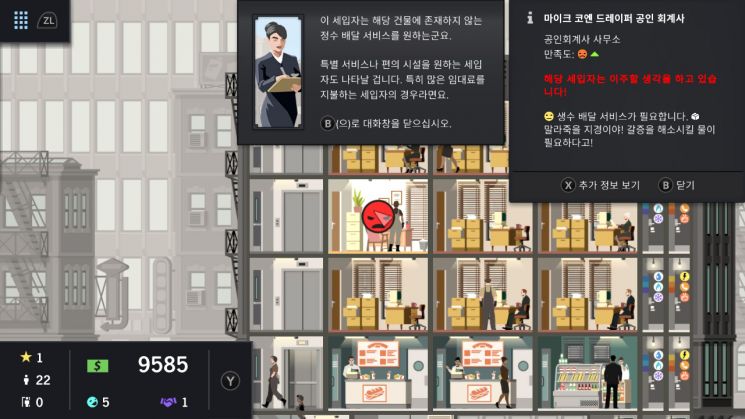 ZL
이 세입자는 해당 건물에 존재하지 않는
정수 배달 서비스를 원하는군요.
특별 서비스나 편의 시설을 원하는 세입
자도 나타날 겁니다. 특히 많은 임대료를
지불하는 세입자의 경우라면요.
B(으)로 대화창을 닫으십시오.
마이크 코엔 드레이퍼 공인 회계사
공인회계사 사무소
만족도:
해당 세입자는 이주할 생각을 하고 있습
니다!
생수 배달 서비스가 필요합니다.
말라죽을 지경이야! 갈증을 해소시킬 물이
필요하다고!
X 추가 정보 보기 B 닫기
1
22
0
$ 9585
5
1
Y